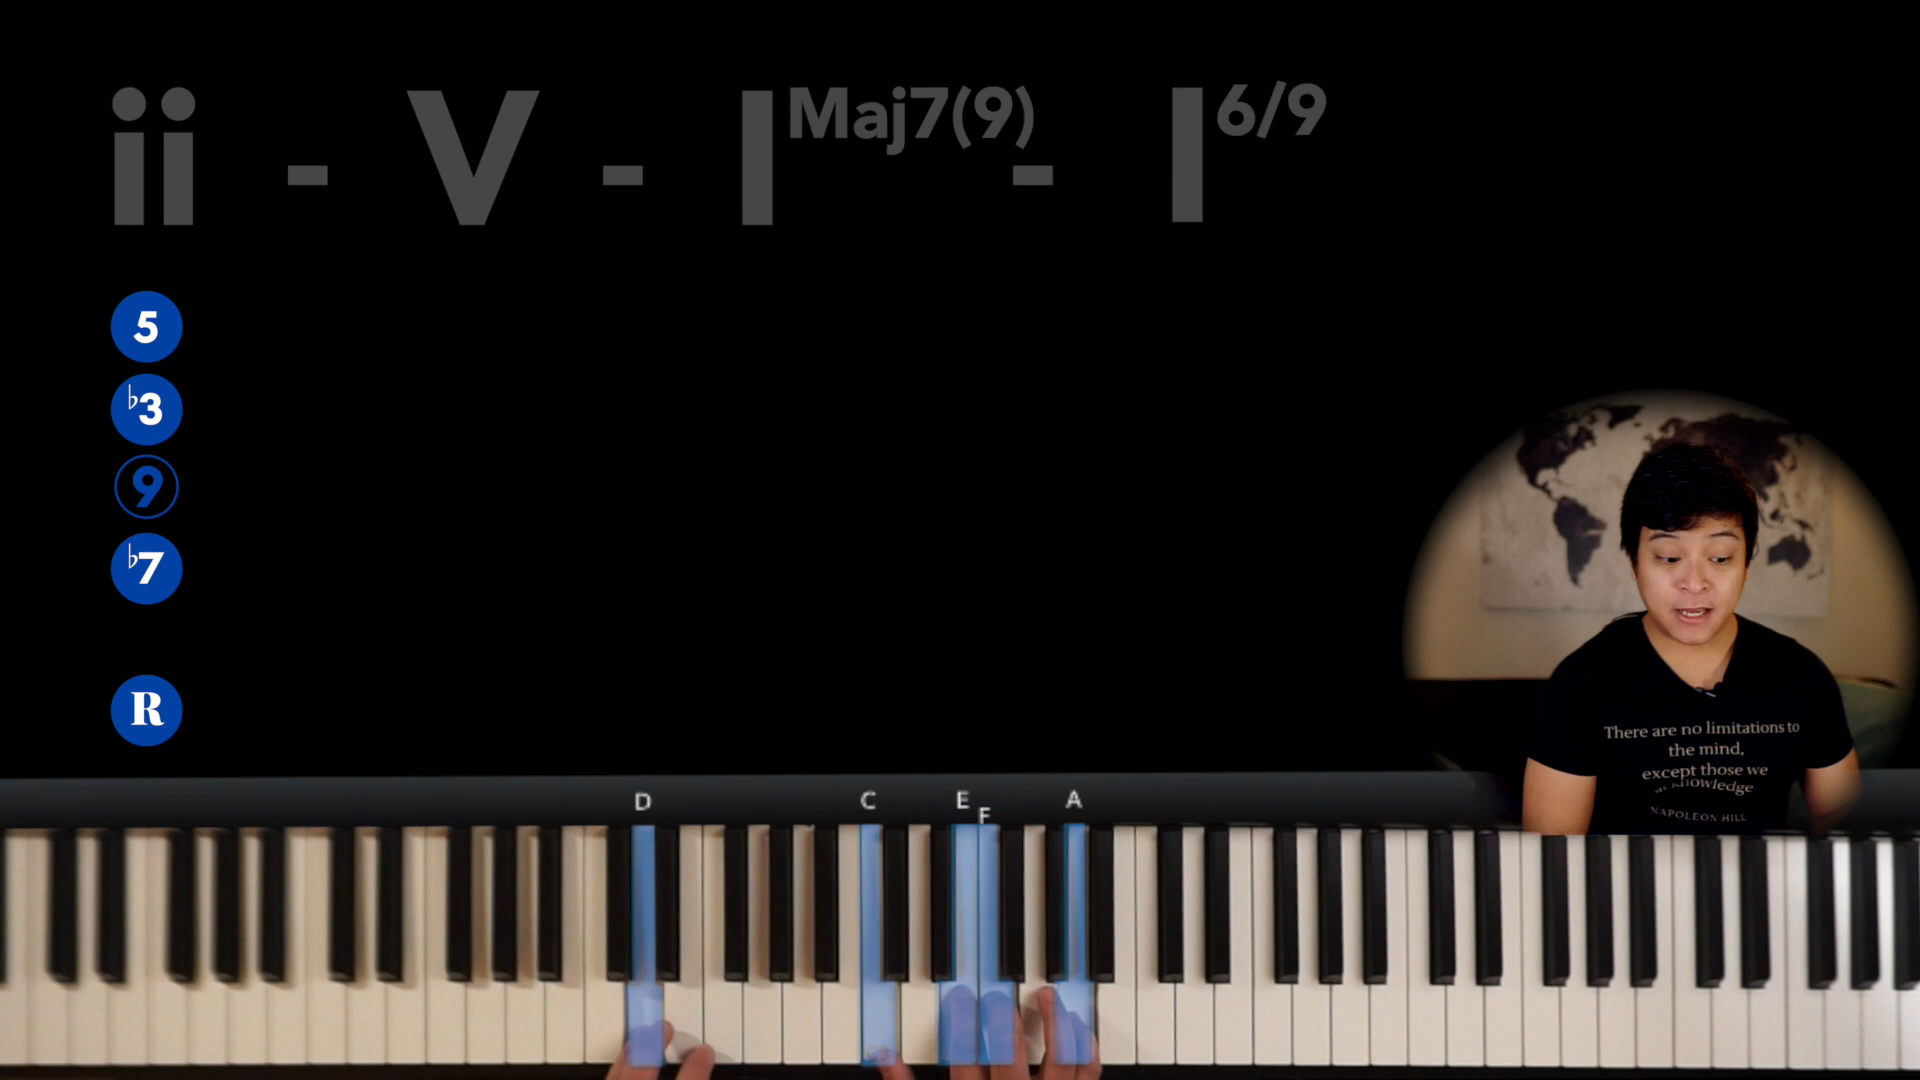 ii - V - I Maj7(9) - I 6/9
5
♭3
9
♭7
R
D C E F A
There are no limitations to
the mind,
except those we
acknowledge
NAPOLEON HILL